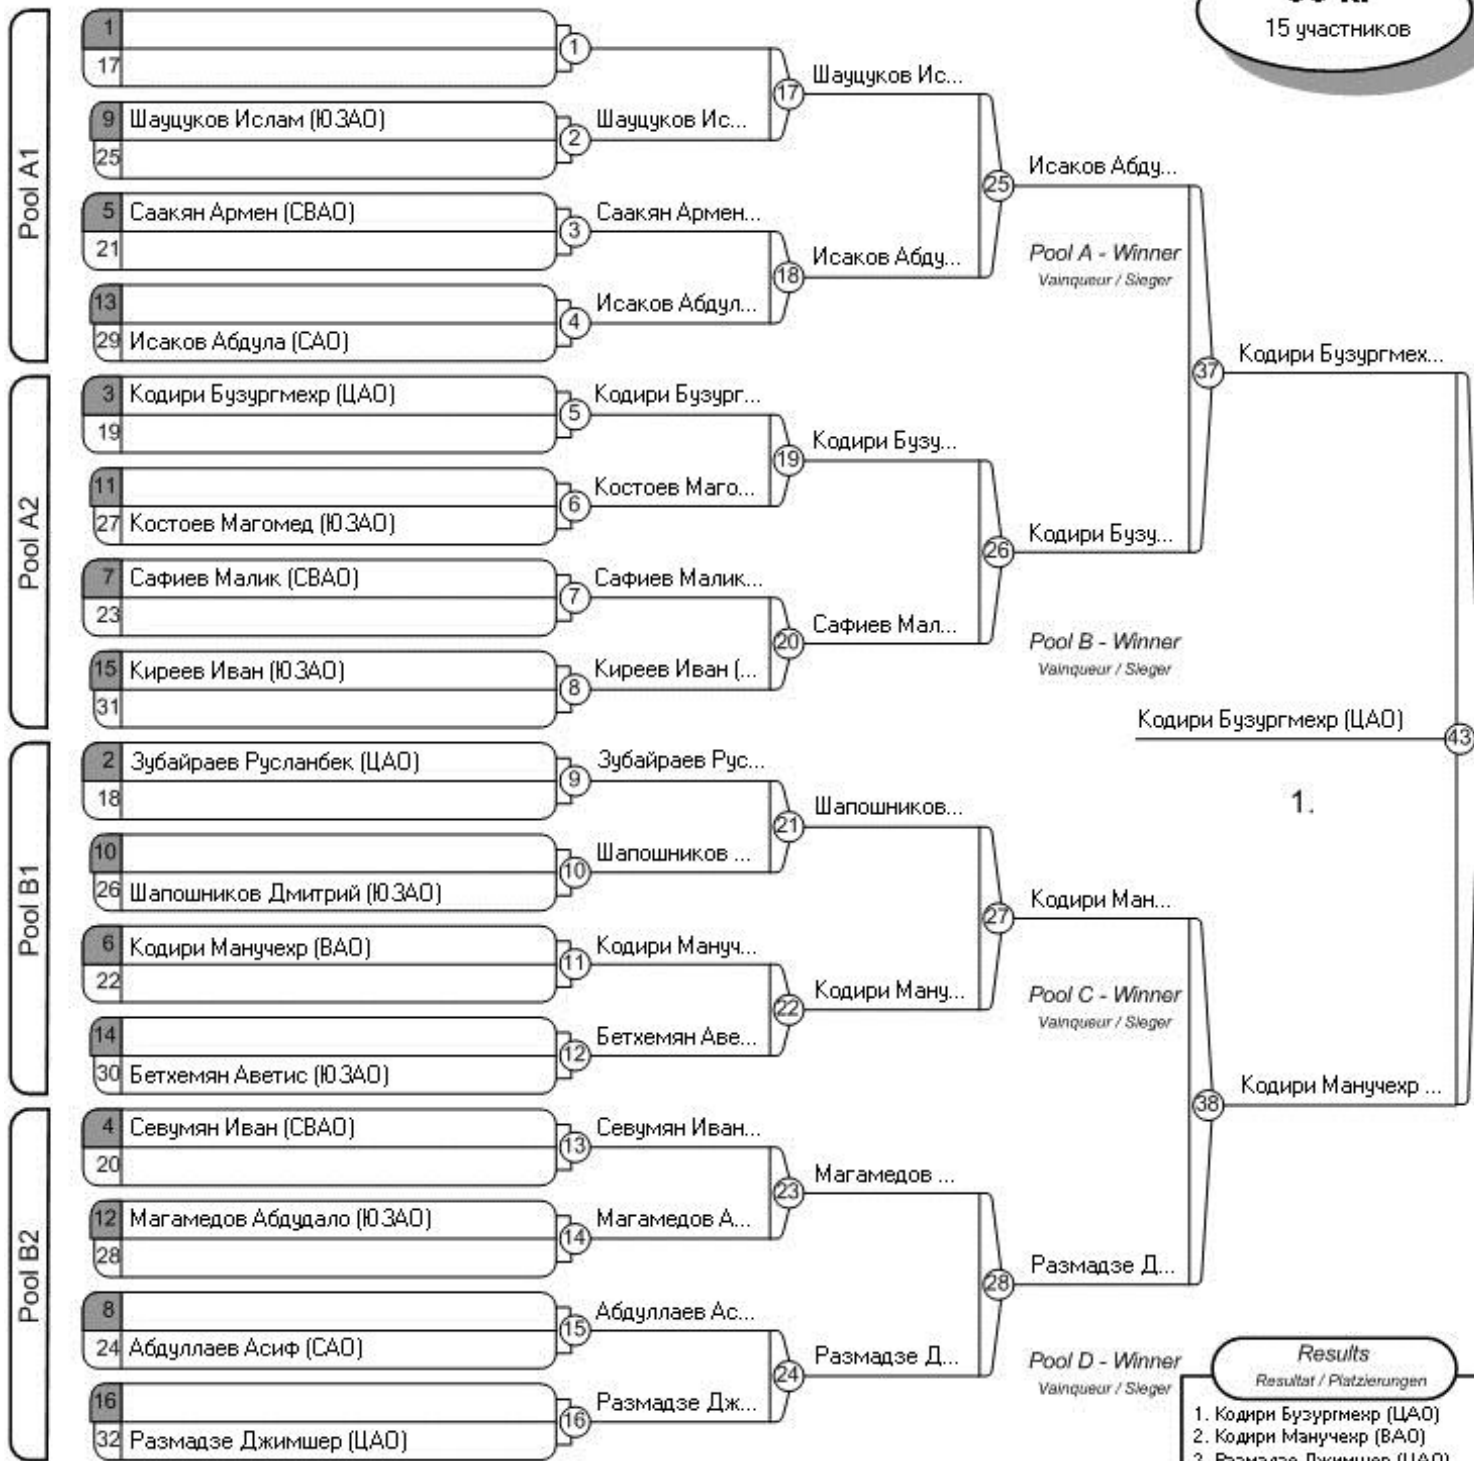 15 участников
Pool A1
1
17
1
9 Шауцуков Ислам (ЮЗАО)
25
2
Шауцуков Ис...
17
Шауцуков Ис...
5 Саакян Армен (СВАО)
21
3
Саакян Армен...
13
29 Исаков Абдула (САО)
4
Исаков Абдул...
18
Исаков Абду...
25
Исаков Абду...
Pool A - Winner
Vainqueur / Sieger
Pool A2
3 Кодири Бузургмехр (ЦАО)
19
5
Кодири Бузург...
11
27 Костоев Магомед (ЮЗАО)
6
Костоев Маго...
19
Кодири Бузу...
7 Сафиев Малик (СВАО)
23
7
Сафиев Малик...
15 Киреев Иван (ЮЗАО)
31
8
Киреев Иван (...
20
Сафиев Мал...
26
Кодири Бузу...
Pool B - Winner
Vainqueur / Sieger
37
Кодири Бузургмех...
Pool B1
2 Зубайраев Русланбек (ЦАО)
18
9
Зубайраев Рус...
10
26 Шапошников Дмитрий (ЮЗАО)
10
Шапошников ...
21
Шапошников...
6 Кодири Манучехр (ВАО)
22
11
Кодири Мануч...
14
30 Бетхемян Аветис (ЮЗАО)
12
Бетхемян Аве...
22
Кодири Ману...
27
Кодири Ман...
Pool C - Winner
Vainqueur / Sieger
Pool B2
4 Севумян Иван (СВАО)
20
13
Севумян Иван...
12 Магамедов Абдудало (ЮЗАО)
28
14
Магамедов А...
23
Магамедов ...
8
24 Абдуллаев Асиф (САО)
15
Абдуллаев Ас...
16
32 Размадзе Джимшер (ЦАО)
16
Размадзе Дж...
24
Размадзе Д...
28
Размадзе Д...
Pool D - Winner
Vainqueur / Sieger
38
Кодири Манучехр ...
Кодири Бузургмехр (ЦАО)
43
1.
Results
Resultat / Platzierungen
1. Кодири Бузургмехр (ЦАО)
2. Кодири Манучехр (ВАО)
Размадзе Джимшер (ЦАО)